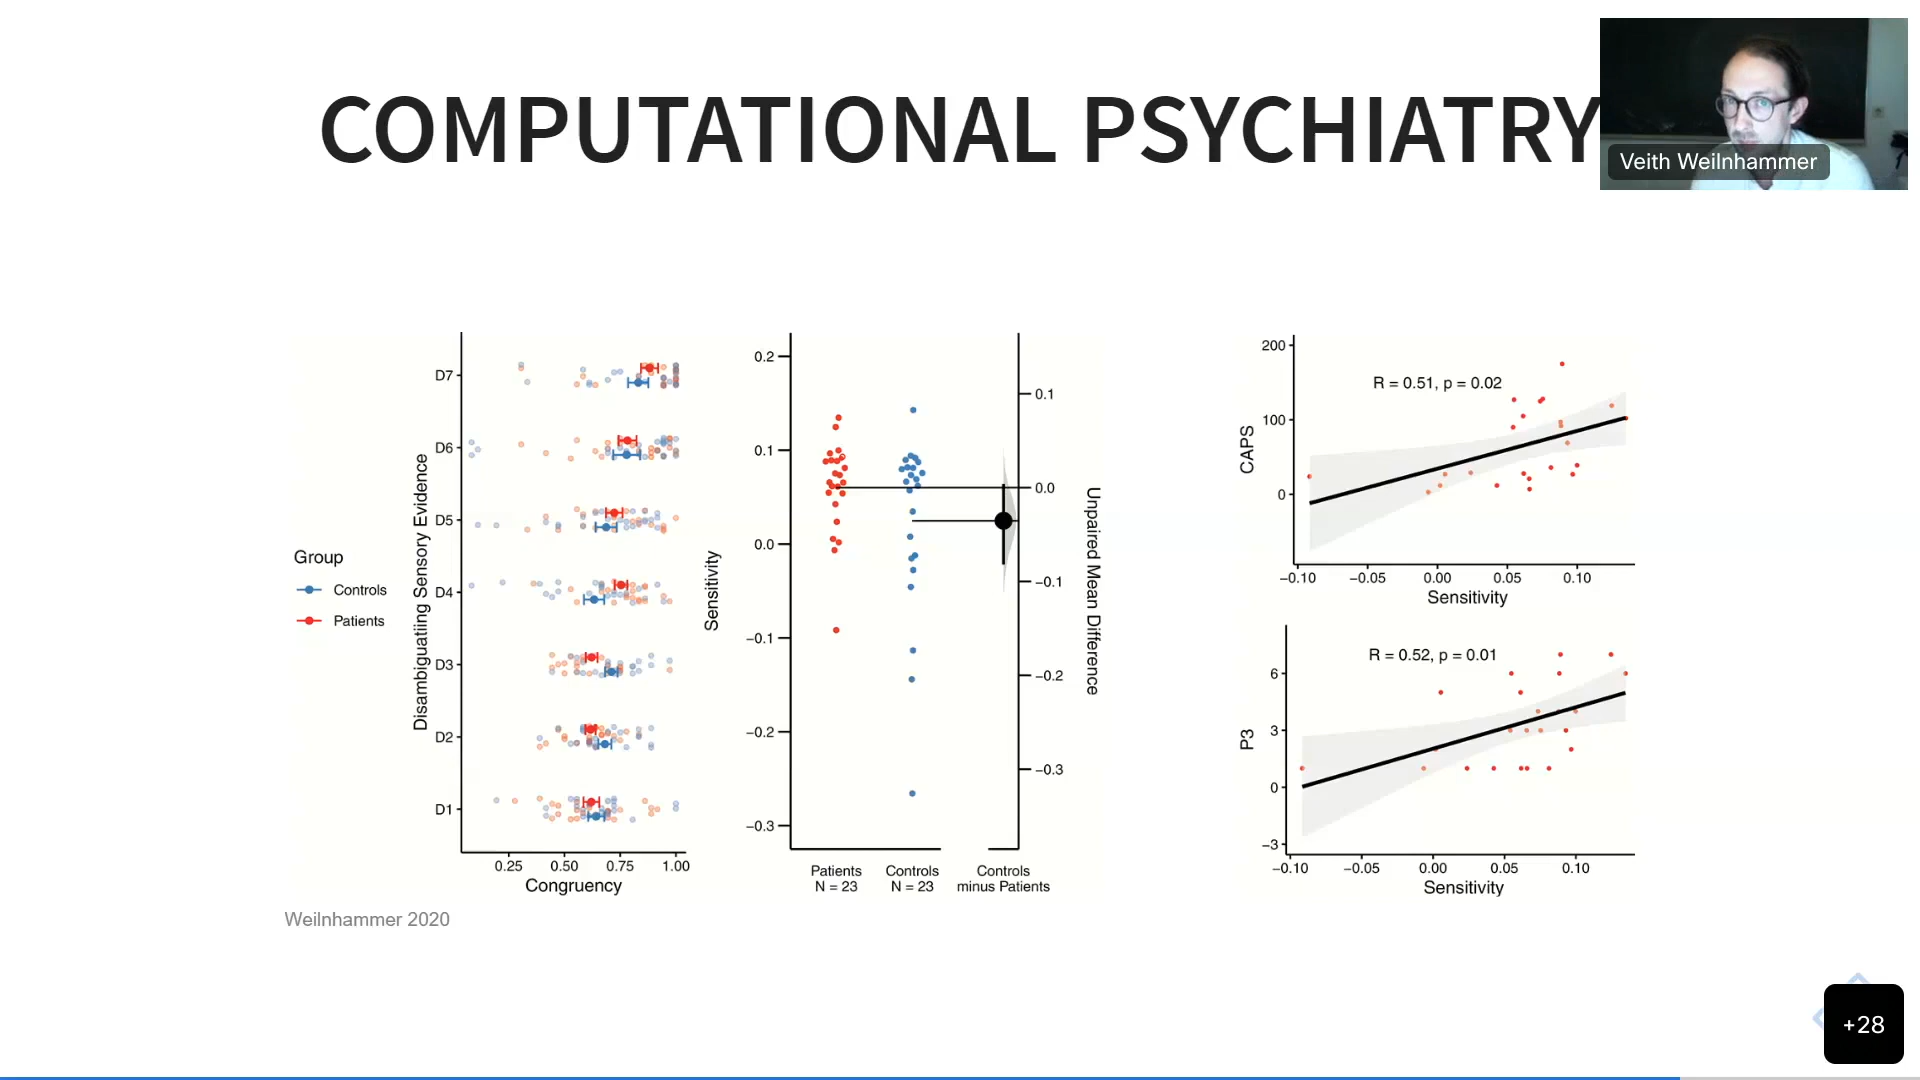 COMPUTATIONAL PSYCHIATRY
Veith Weilnhammer
Group
Controls
Patients
Disambiguatiing Sensory Evidence
D7
D6
D5
D4
D3
D2
D1
0.25 0.50 0.75 1.00
Congruency
Sensitivity
0.2
0.1
0.0
−0.1
−0.2
−0.3
Patients
N = 23
Controls
N = 23
Controls
minus Patients
0.1
0.0
−0.1
−0.2
−0.3
Unpaired Mean Difference
CAPS
200
100
0
R = 0.51, p = 0.02
−0.10 −0.05 0.00 0.05 0.10
Sensitivity
P3
6
3
0
−3
R = 0.52, p = 0.01
−0.10 −0.05 0.00 0.05 0.10
Sensitivity
Weilnhammer 2020
+28